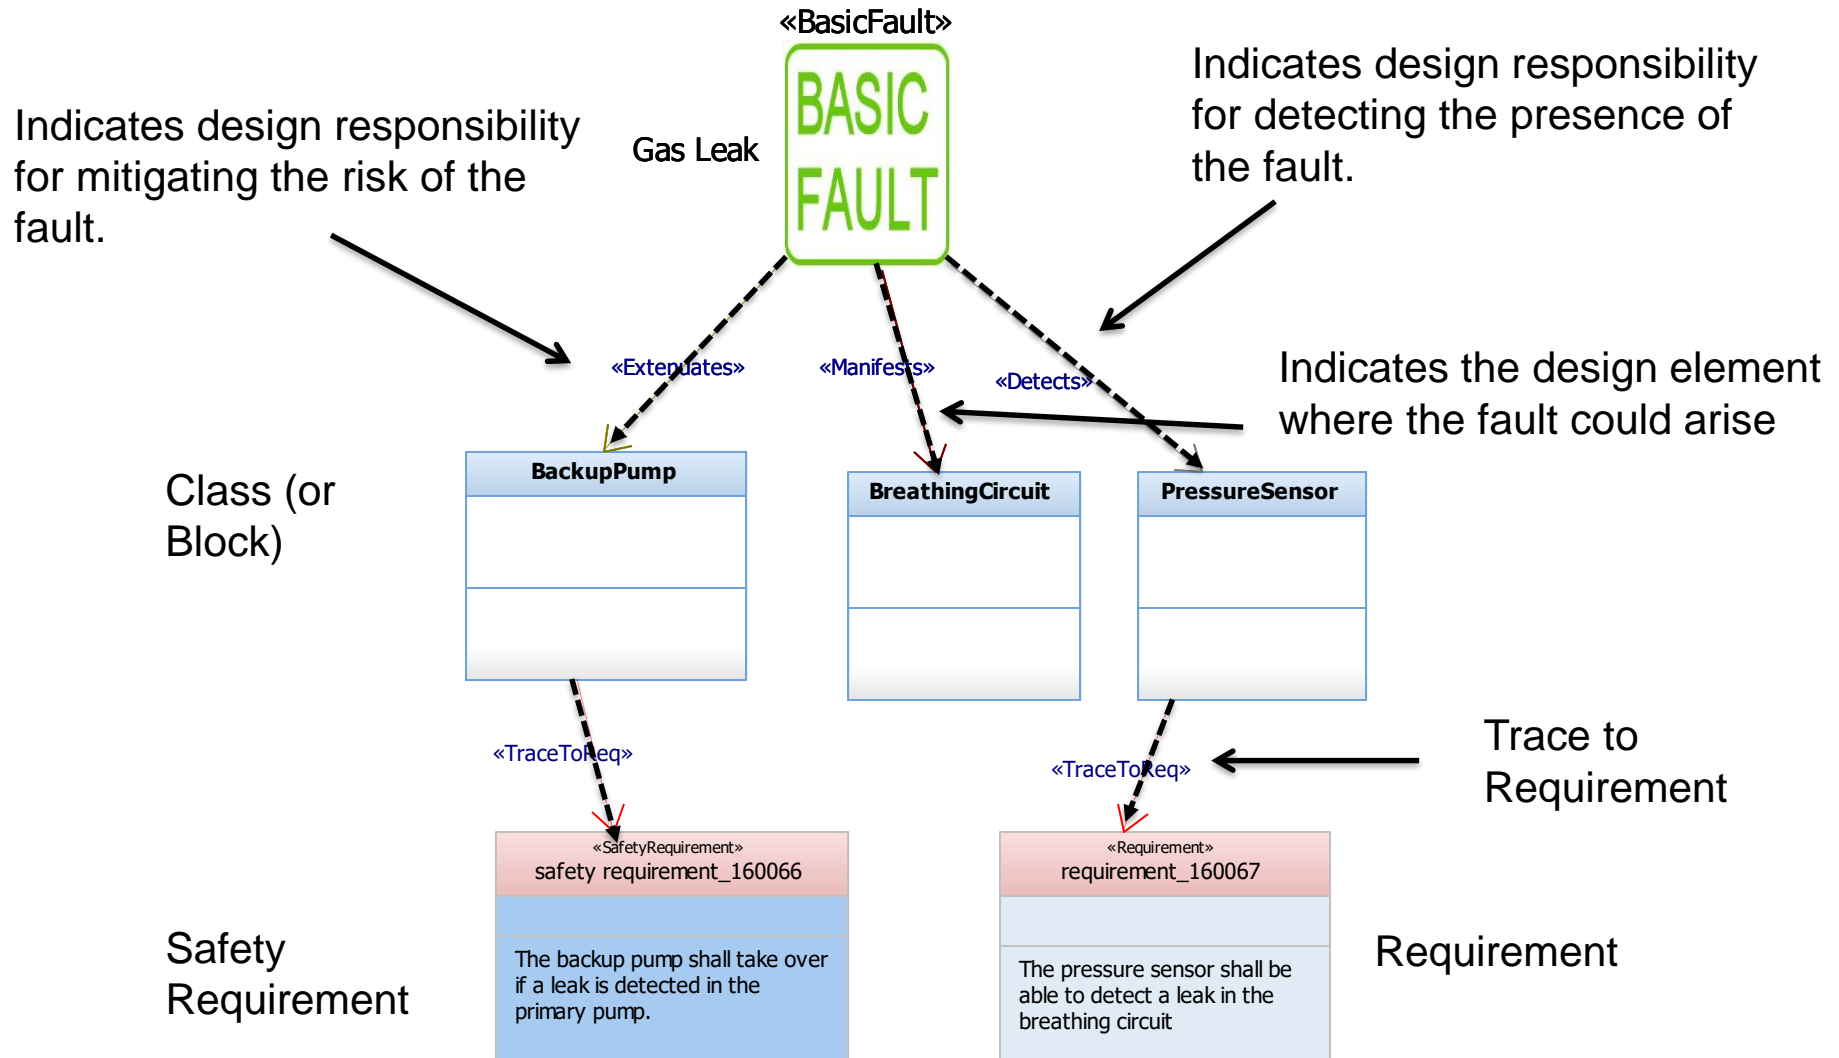 «BasicFault»
BASIC
FAULT
Gas Leak
Indicates design responsibility
for mitigating the risk of the
fault.
Indicates design responsibility
for detecting the presence of
the fault.
«Extenuates»
«Manifests»
«Detects»
Indicates the design element
where the fault could arise
Class (or
Block)
BackupPump
BreathingCircuit
PressureSensor
«TraceToReq»
«TraceToReq»
Trace to
Requirement
Safety
Requirement
«SafetyRequirement»
safety requirement_160066
The backup pump shall take over
if a leak is detected in the
primary pump.
«Requirement»
requirement_160067
The pressure sensor shall be
able to detect a leak in the
breathing circuit
Requirement